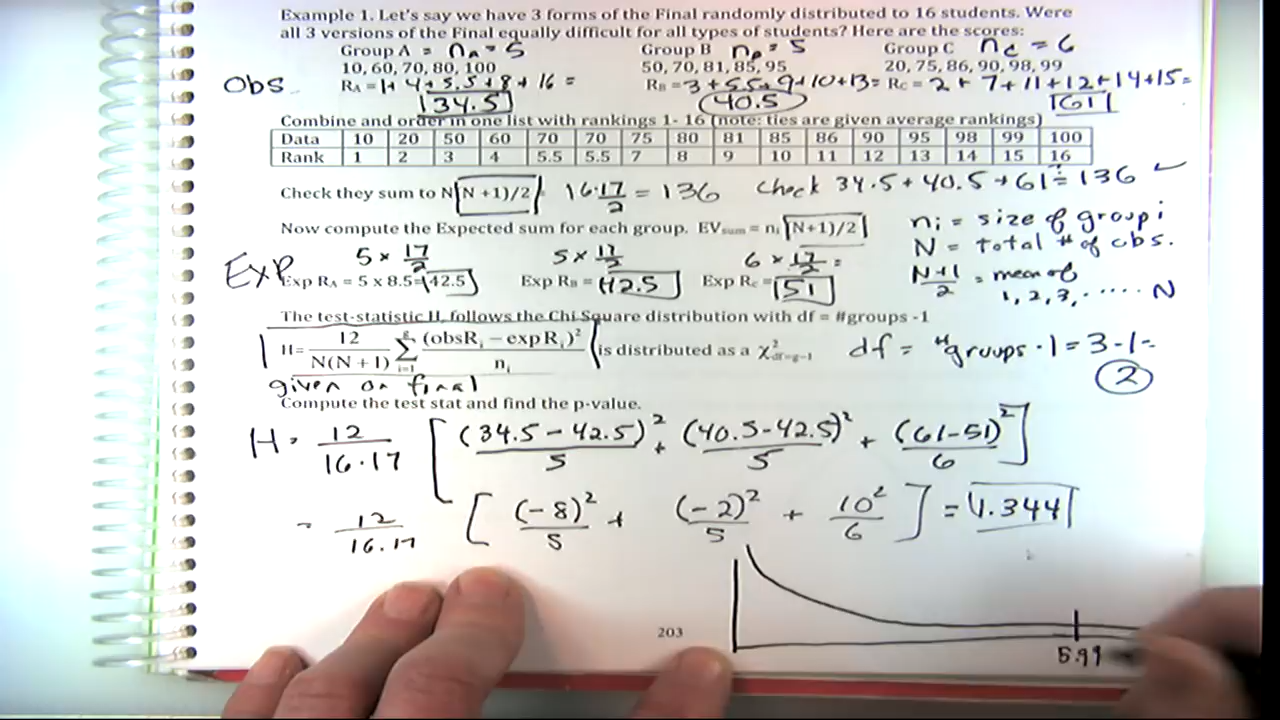 Example 1. Let's say we have 3 forms of the Final randomly distributed to 16 students. Were
all 3 versions of the Final equally difficult for all types of students? Here are the scores:
Group A = nA = 5 Group B nB = 5 Group C nC = 6
10, 60, 70, 80, 100 50, 70, 81, 85, 95 20, 75, 86, 90, 98, 99
Obs RA = 1+ 4+5.5+8+16 = RB = 3+5.5+9+10+13= RC = 2+7+11+12+14+15=
34.5 40.5 61
Combine and order in one list with rankings 1- 16 (note: ties are given average rankings)
Data 10 20 50 60 70 70 75 80 81 85 86 90 95 98 99 100
Rank 1 2 3 4 5.5 5.5 7 8 9 10 11 12 13 14 15 16
Check they sum to N(N +1)/2 16·17/2 = 136 check 34.5+40.5+61=136 ✓
Now compute the Expected sum for each group. EVsum = ni (N+1)/2 ni = size of group i
N = total # of obs.
Exp 5 × 17/2 5 × 17/2 6 × 17/2 = N+1/2 = mean of
Exp RA = 5 x 8.5=42.5 Exp RB = 42.5 Exp RC = 51 1, 2, 3, ..... N
The test-statistic H, follows the Chi Square distribution with df = #groups -1
H= 12/N(N+1) ∑ i=1 g (obsRi − expRi)²/ni is distributed as a χ² df=g−1 df = #groups - 1 = 3-1=
2
given on final
Compute the test stat and find the p-value.
H = 12/16·17 [ (34.5-42.5)²/5 + (40.5-42.5)²/5 + (61-51)²/6 ]
= 12/16.17 [ (-8)²/5 + (-2)²/5 + 10²/6 ] = 1.344
203
5.99